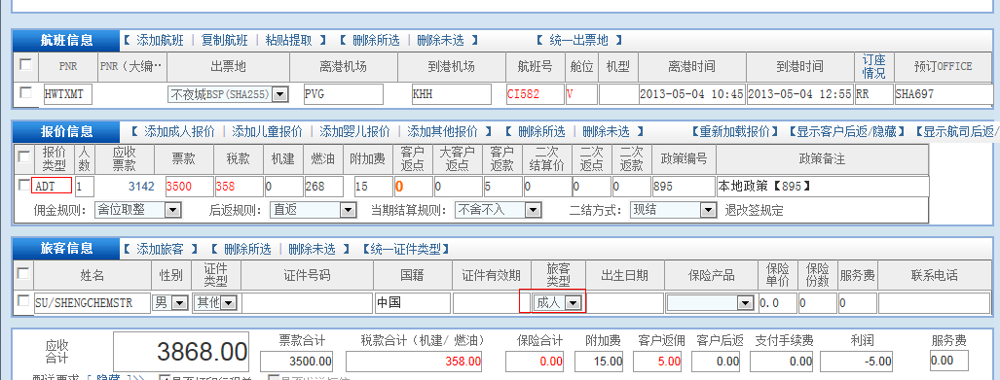 航班信息 【 添加航班 | 复制航班 | 粘贴提取 】 【 删除所选 | 删除未选 】 【 统一出票地 】
PNR PNR（大编… 出票地 离港机场 到港机场 航班号 舱位 机型 离港时间 到港时间 订座情况 预订OFFICE
HWTXMT 不夜城BSP(SHA255) PVG KHH CI582 V 2013-05-04 10:45 2013-05-04 12:55 RR SHA697
报价信息 【 添加成人报价 | 添加儿童报价 | 添加婴儿报价 | 添加其他报价 】 【 删除所选 | 删除未选 】 【重新加载报价】【显示客户后返/隐藏】【显示航司后返/
报价类型 人数 应收票款 票款 税款 机建 燃油 附加费 客户返点 大客户返点 客户返款 二次结算价 二次返点 二次返款 政策编号 政策备注
ADT 1 3142 3500 358 0 268 15 0 0 5 0 0 0 895 本地政策【895】
佣金规则： 舍位取整 后返规则： 直返 当期结算规则： 不舍不入 二结方式： 现结 退改签规定
旅客信息 【 添加旅客 】 【 删除所选 | 删除未选 】 【统一证件类型】
姓名 性别 证件类型 证件号码 国籍 证件有效期 旅客类型 出生日期 保险产品 保险单价 保险份数 服务费 联系电话
SU/SHENGCHEMSTR 男 其他 中国 成人 0.0 0 0
应收合计 3868.00 票款合计 税款合计（机建/ 燃油） 保险合计 附加费 客户返佣 客户后返 支付手续费 利润 服务费
3500.00 358.00 0.00 15.00 5.00 0.00 0.00 -5.00 0.00
[ 隐藏 ]